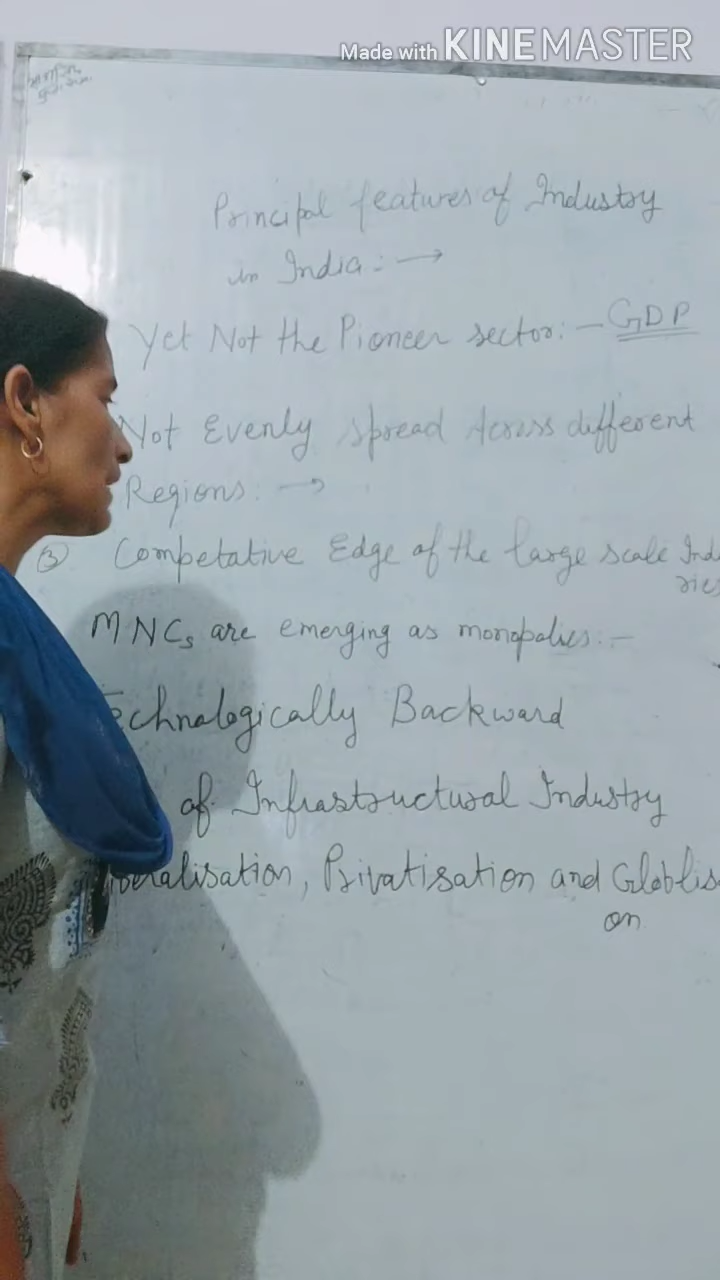 Made with KINEMASTER
Principal features of Industry
in India :- →
Yet Not the Pioneer sector :- GDP
Not Evenly spread Across different
Regions :- →
③ Competative Edge of the large scale Ind
ries
MNCs are emerging as monopolies :-
echnologically Backward
of Infrastructural Industry
iberalisation, Privatisation and Globlis
on